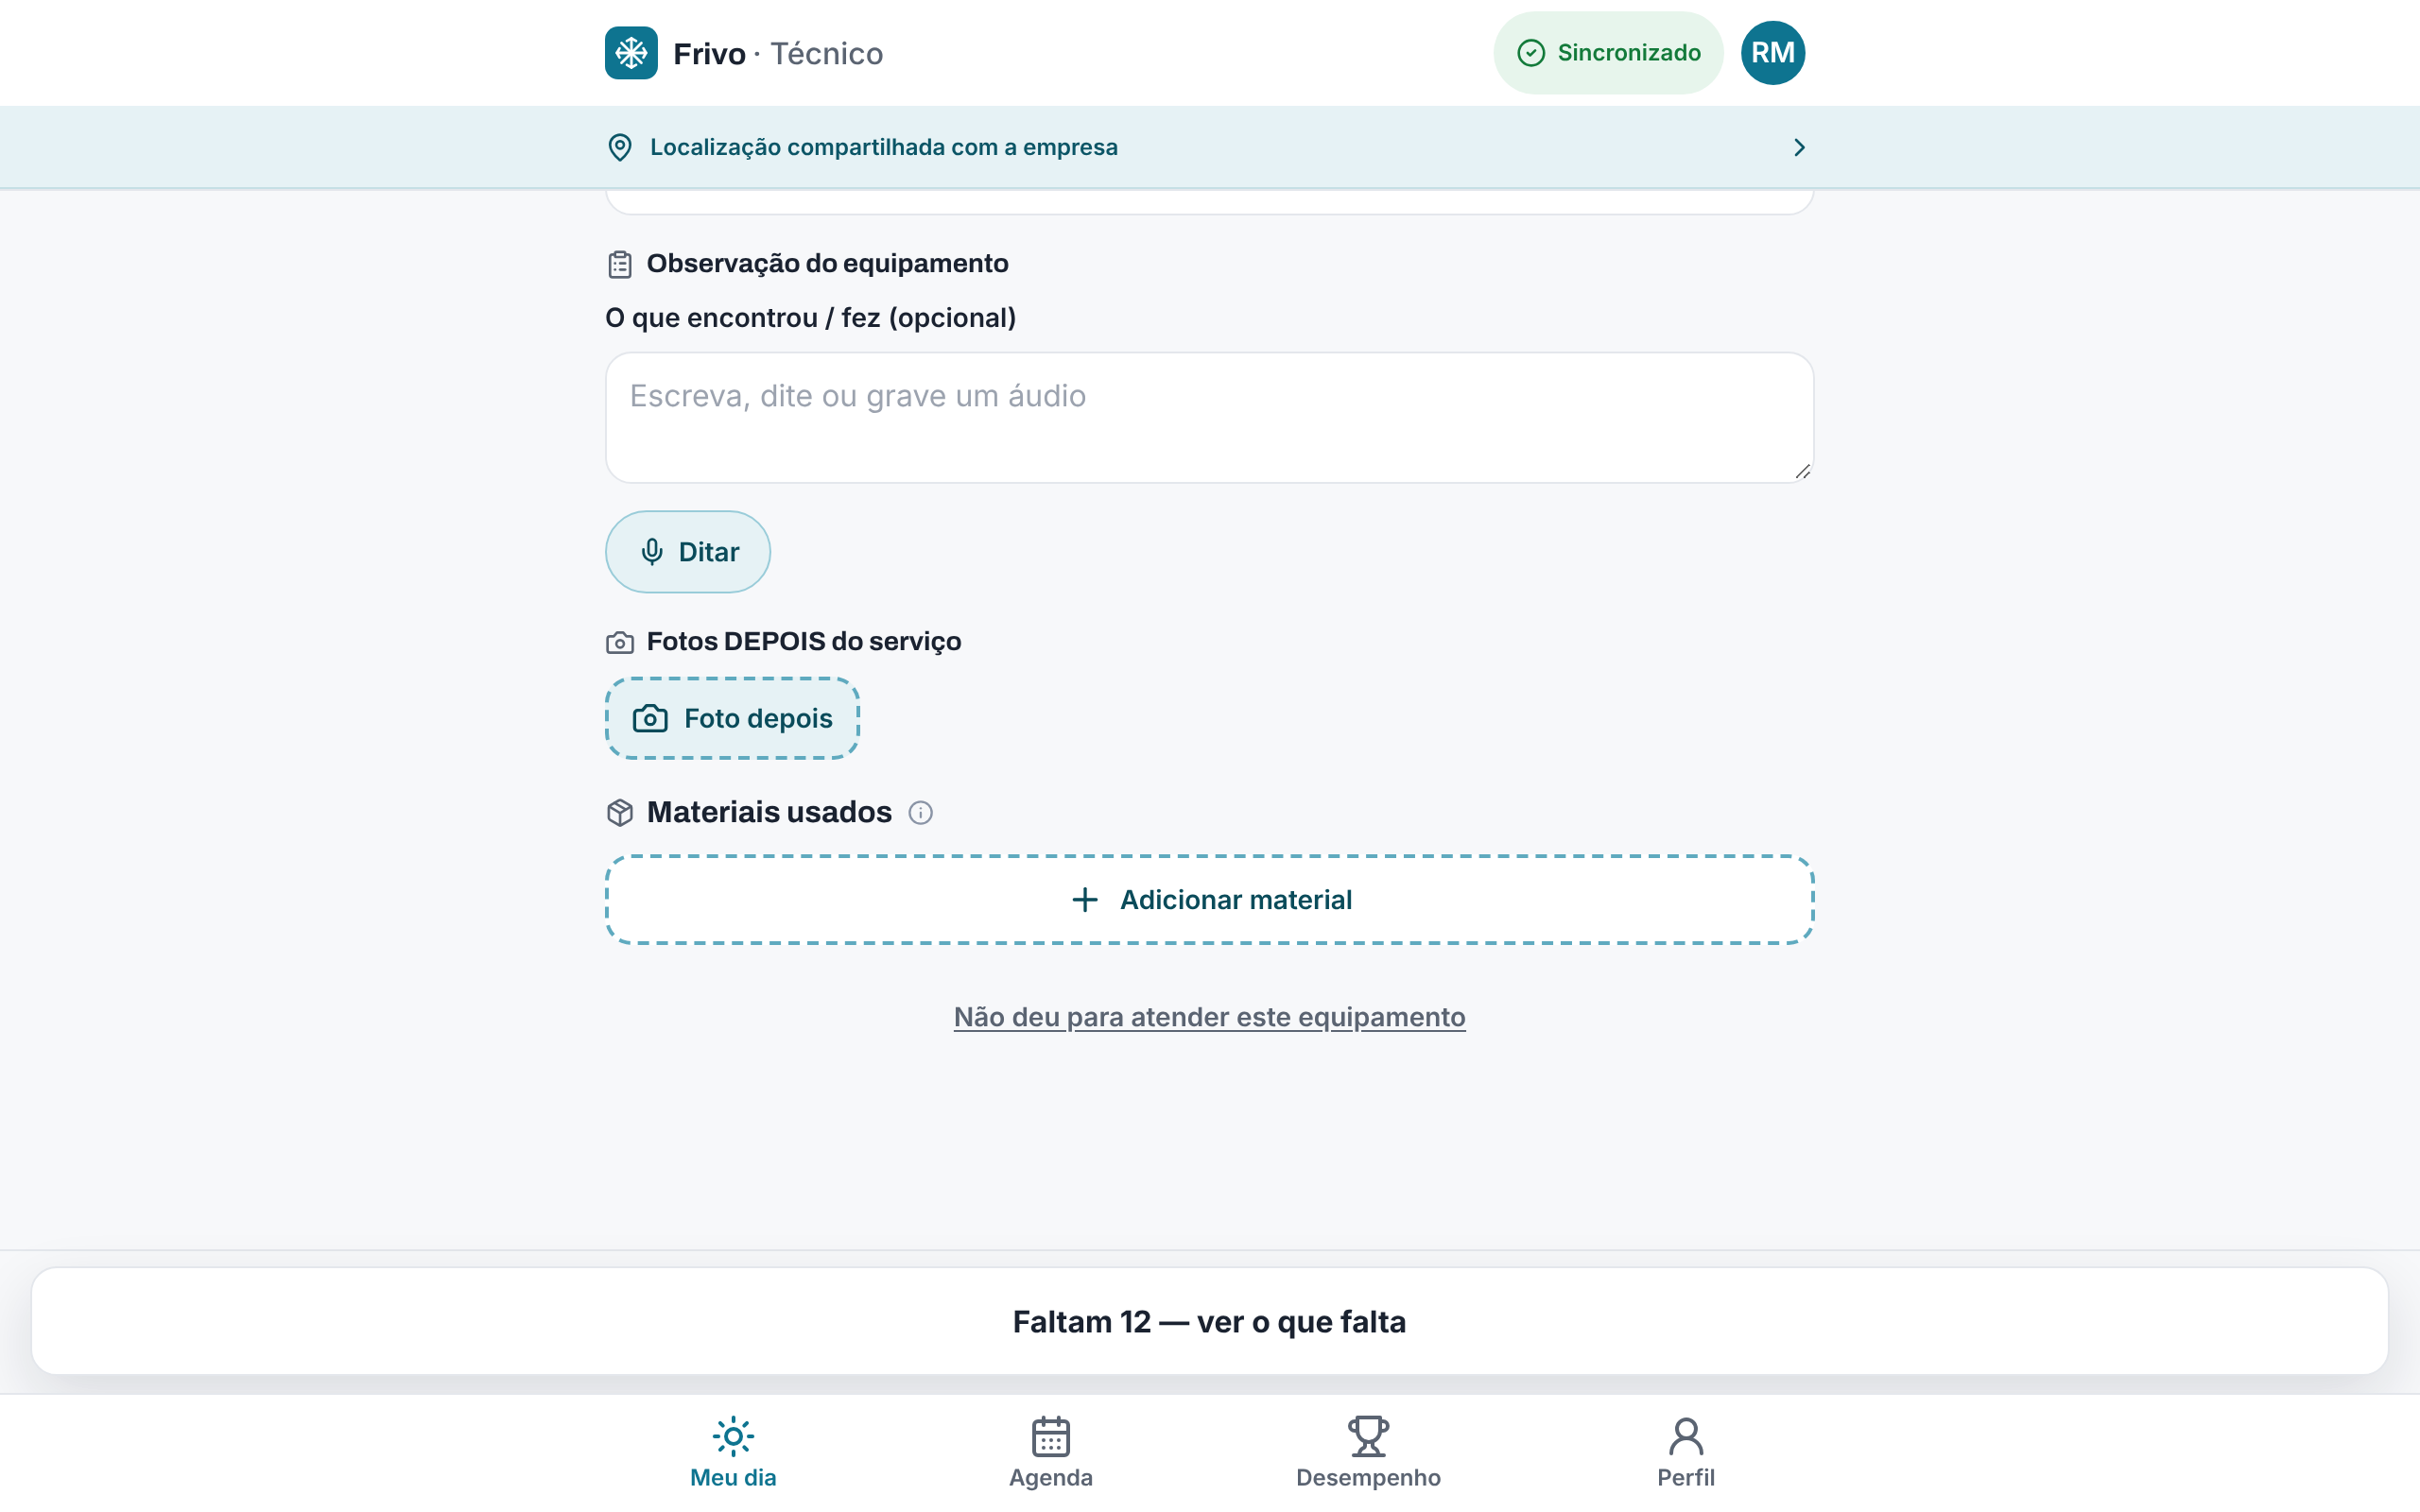 Frivo · Técnico
Sincronizado
RM
Localização compartilhada com a empresa
Observação do equipamento
O que encontrou / fez (opcional)
Escreva, dite ou grave um áudio
Ditar
Fotos DEPOIS do serviço
Foto depois
Materiais usados
Adicionar material
Não deu para atender este equipamento
Faltam 12 — ver o que falta
Meu dia
Agenda
Desempenho
Perfil